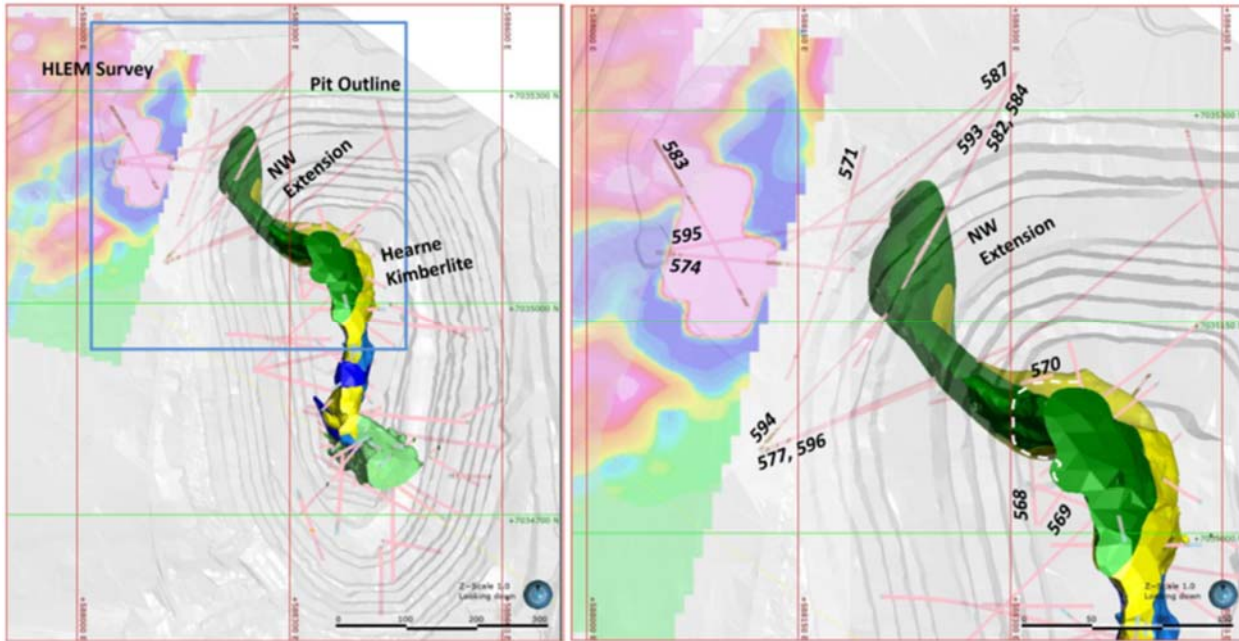 HLEM Survey
Pit Outline
NW
Extension
Hearne
Kimberlite
+7035300 N
+7035000 N
+7034700 N
Z-Scale 1.0
Looking down
0 100 200 300
587
582, 584
593
571
583
595
574
NW
Extension
570
594
577, 596
568
569
Z-Scale 1.0
Looking down
0 50